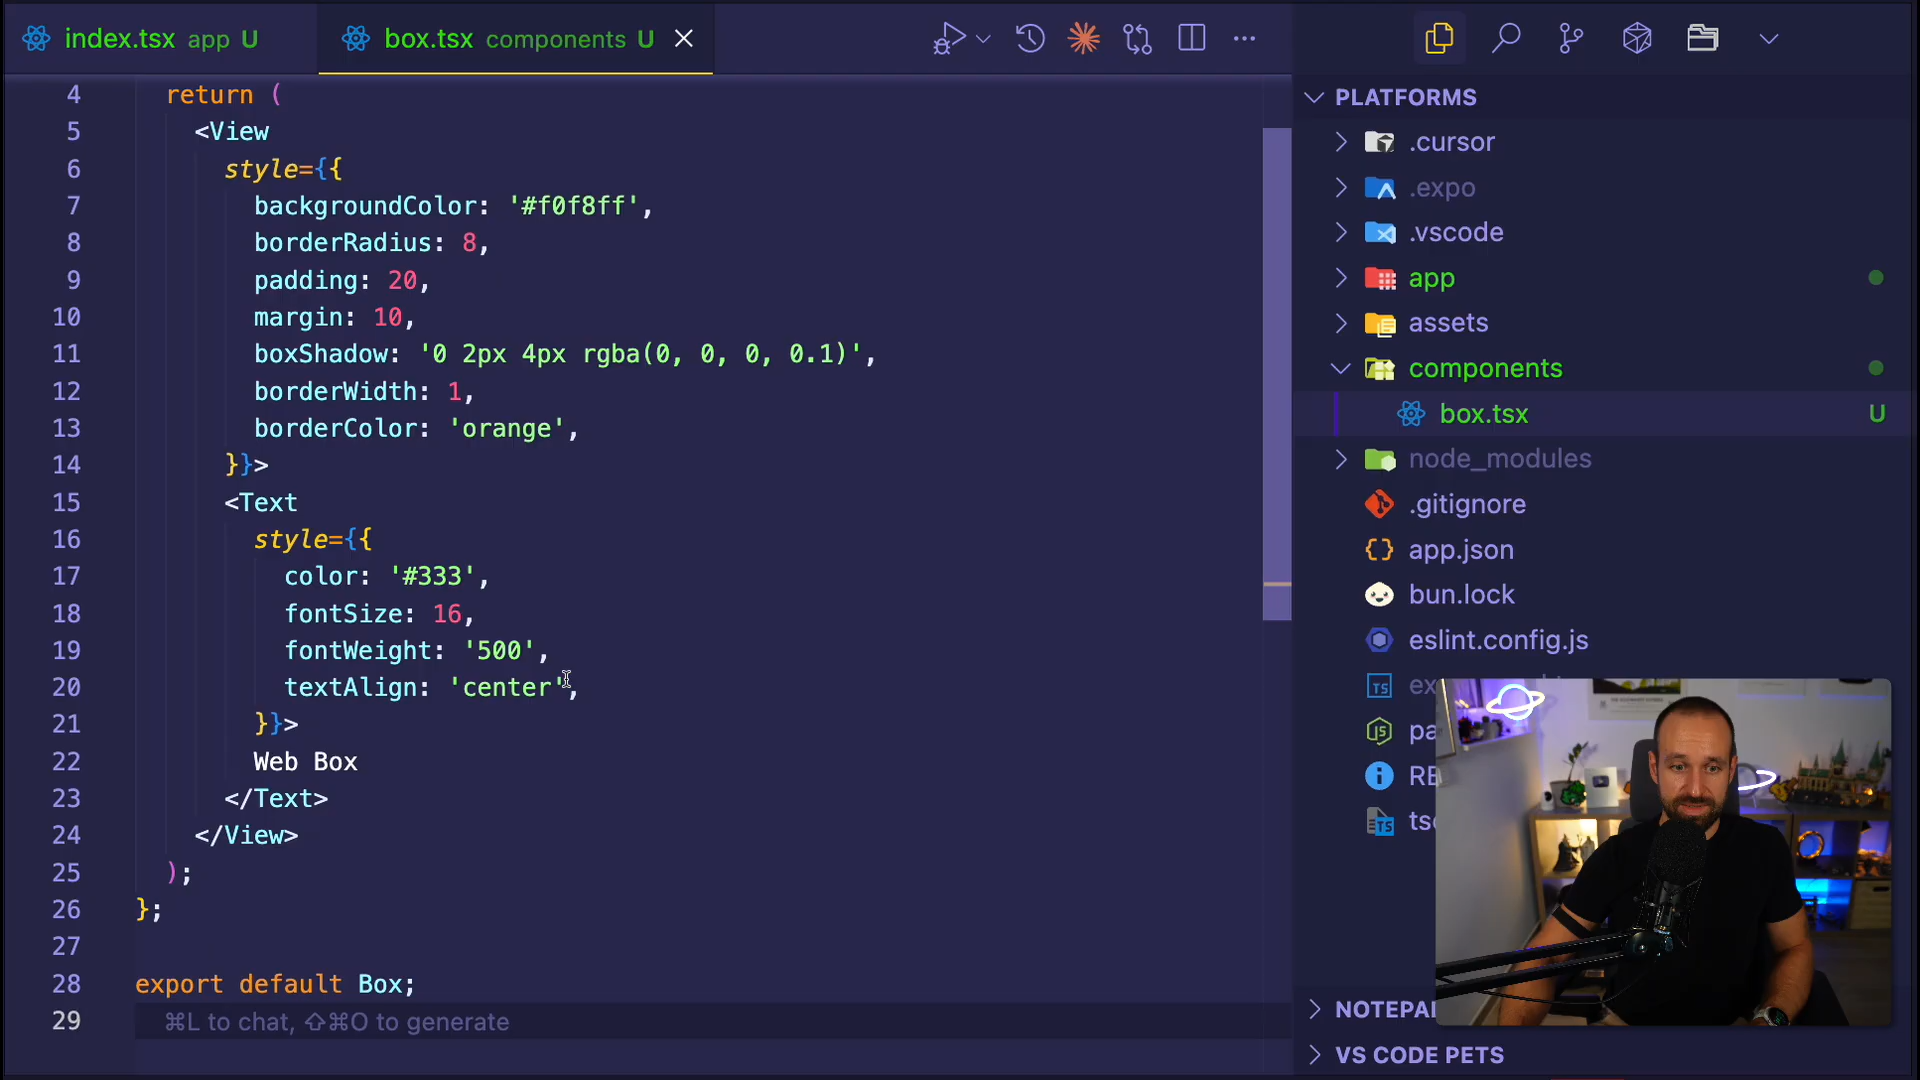 index.tsx app U
box.tsx components U
4 return (
5 <View
6 style={{
7 backgroundColor: '#f0f8ff',
8 borderRadius: 8,
9 padding: 20,
10 margin: 10,
11 boxShadow: '0 2px 4px rgba(0, 0, 0, 0.1)',
12 borderWidth: 1,
13 borderColor: 'orange',
14 }}>
15 <Text
16 style={{
17 color: '#333',
18 fontSize: 16,
19 fontWeight: '500',
20 textAlign: 'center',
21 }}>
22 Web Box
23 </Text>
24 </View>
25 );
26 };
27
28 export default Box;
29 ⌘L to chat, ⇧⌘O to generate
PLATFORMS
.cursor
.expo
.vscode
app
assets
components
box.tsx U
node_modules
.gitignore
app.json
bun.lock
eslint.config.js
ex
pa
RE
tsc
NOTEPA
VS CODE PETS